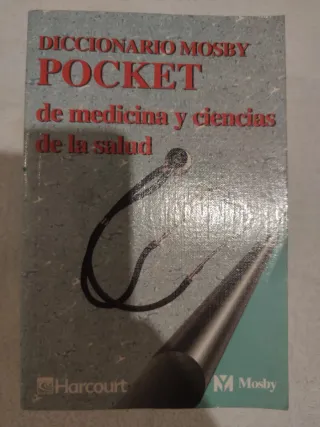 DICCIONARIO MOSBY
POCKET
de medicina y ciencias
de la salud
Harcourt
Mosby